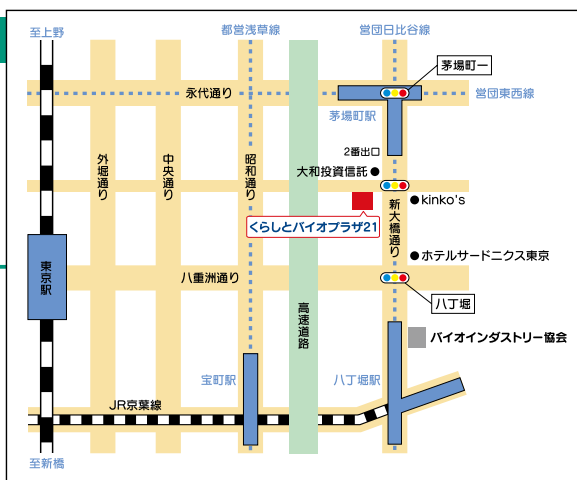 至上野
都営浅草線
営団日比谷線
茅場町一
永代通り
営団東西線
茅場町駅
2番出口
大和投資信託
外堀通り
中央通り
昭和通り
kinko's
くらしとバイオプラザ21
新大橋通り
ホテルサードニクス東京
東京駅
八重洲通り
八丁堀
高速道路
バイオインダストリー協会
宝町駅
八丁堀駅
JR京葉線
至新橋